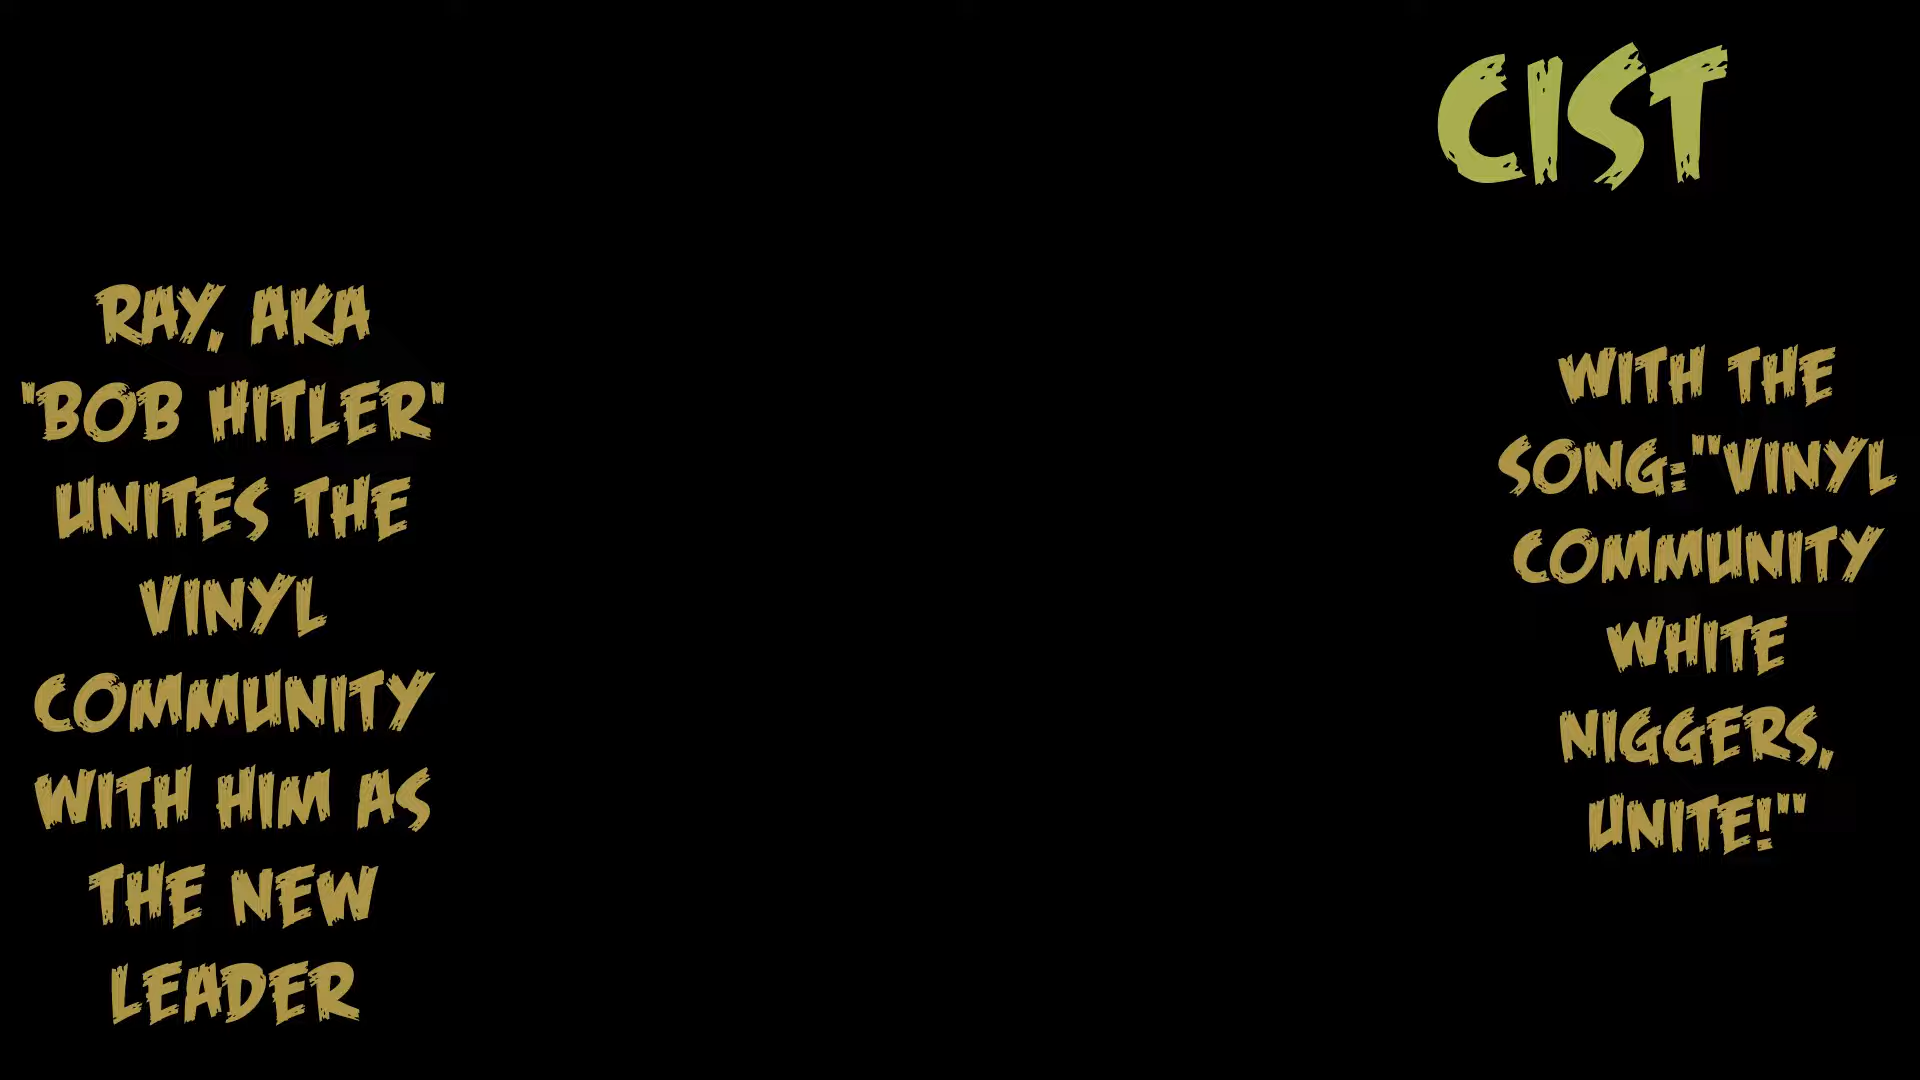 CIST
RAY, AKA
"BOB HITLER"
UNITES THE
VINYL
COMMUNITY
WITH HIM AS
THE NEW
LEADER
WITH THE
SONG:"VINYL
COMMUNITY
WHITE
NIGGERS,
UNITE!"